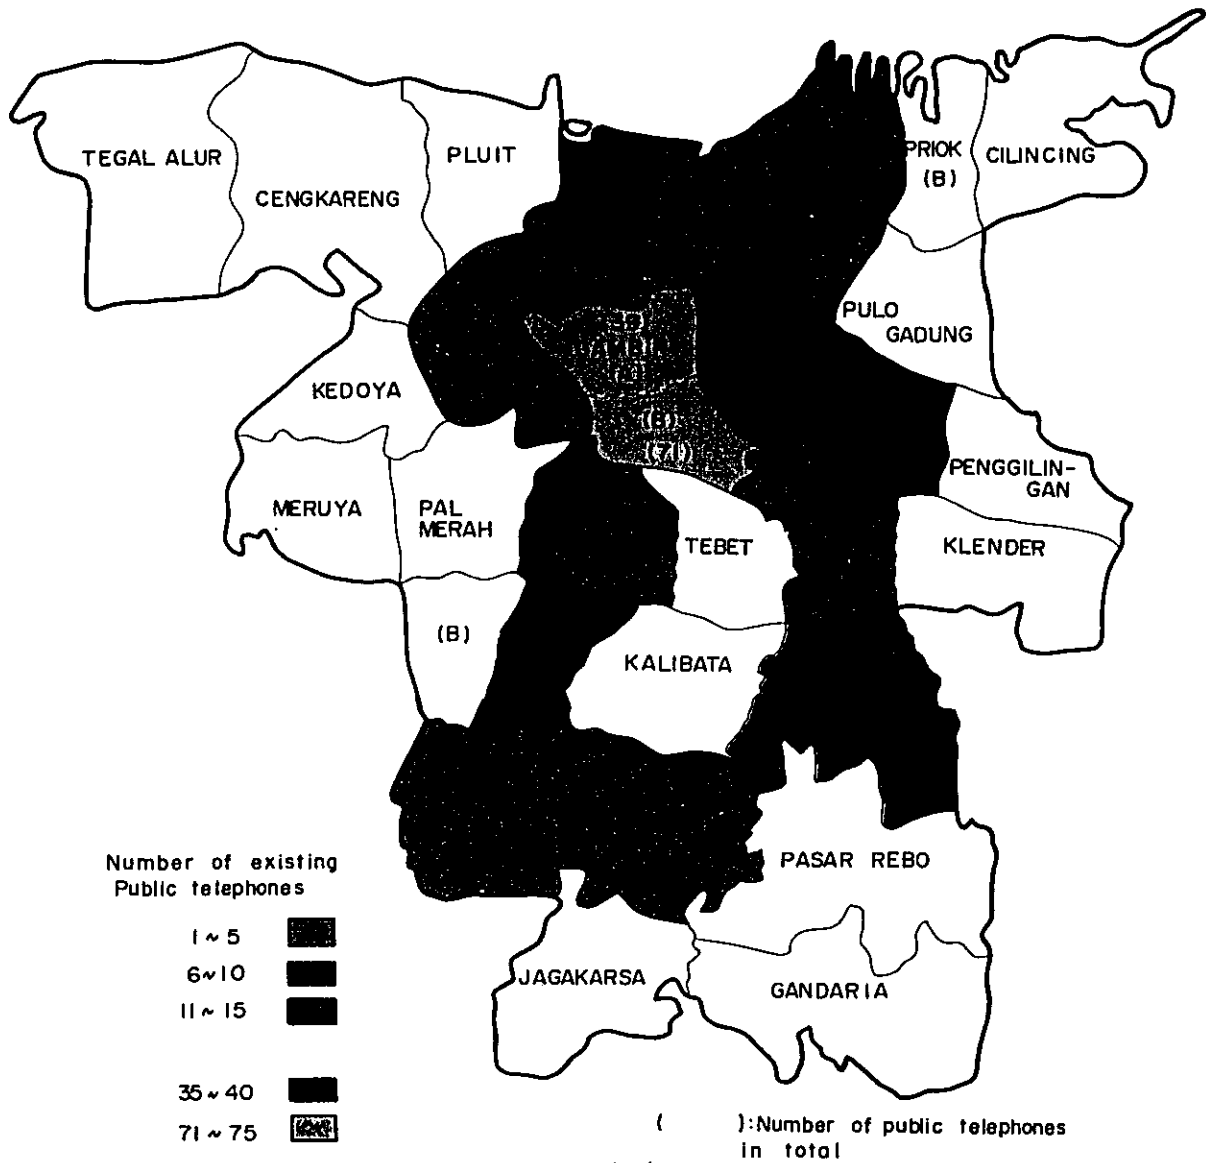 TEGAL ALUR
CENGKARENG
PLUIT
PRIOK
(B)
CILINCING
PULO
GADUNG
KEDOYA
(B)
(71)
PENGGILIN-
GAN
MERUYA
PAL
MERAH
TEBET
KLENDER
(B)
KALIBATA
PASAR REBO
JAGAKARSA
GANDARIA
Number of existing
Public telephones
1 ~ 5
6~10
11 ~ 15
35 ~ 40
71 ~ 75
( ):Number of public telephones
in total